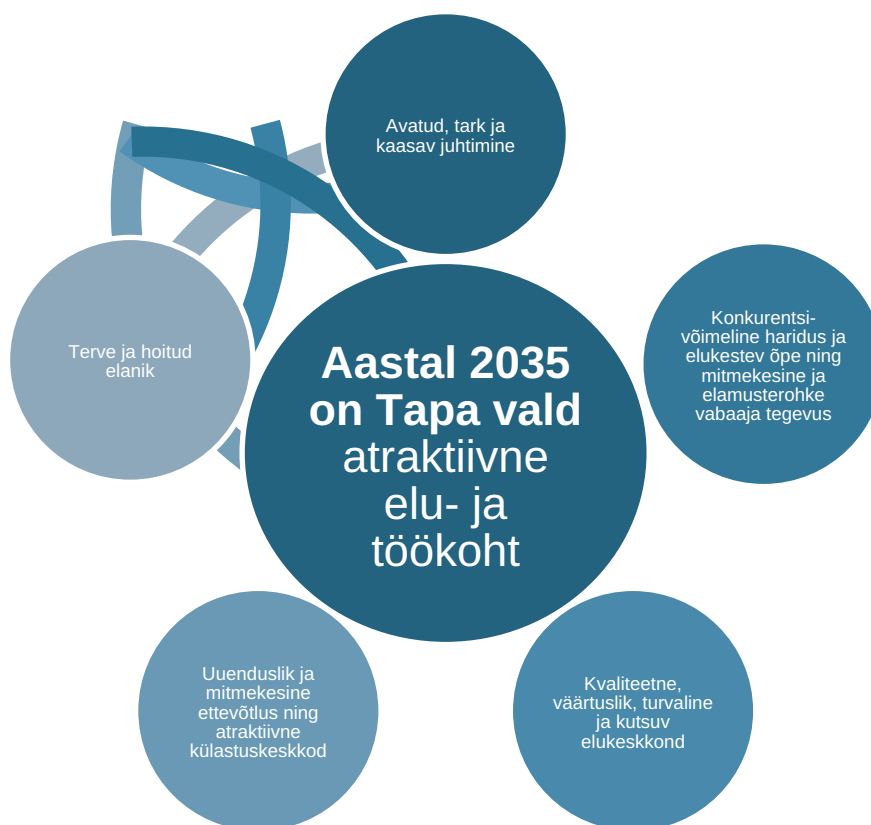 Avatud, tark ja
kaasav juhtimine
Konkurentsi-
võimeline haridus ja
elukestev õpe ning
mitmekesine ja
elamusterohke
vabaaja tegevus
Terve ja hoitud
elanik
Aastal 2035
on Tapa vald
atraktiivne
elu- ja
töökoht
Uuenduslik ja
mitmekesine
ettevõtlus ning
atraktiivne
külastuskeskkod
Kvaliteetne,
väärtuslik, turvaline
ja kutsuv
elukeskkond